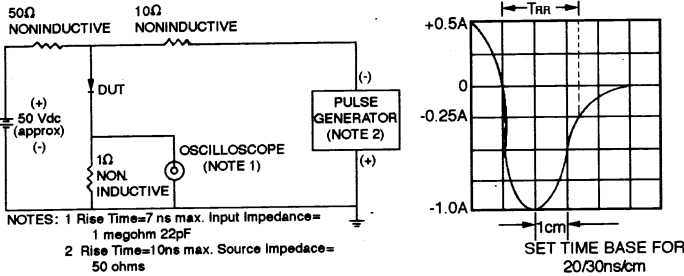 50Ω
NONINDUCTIVE
10Ω
NONINDUCTIVE
DUT
(+)
50 Vdc
(approx)
(-)
1Ω
NON.
INDUCTIVE
OSCILLOSCOPE
(NOTE 1)
(-)
PULSE
GENERATOR
(NOTE 2)
(+)
NOTES: 1 Rise Time=7 ns max. Input Impedance=
1 megohm 22pF
2 Rise Time=10ns max. Source Impedace=
50 ohms
TRR
+0.5A
0
-0.25A
-1.0A
1cm
SET TIME BASE FOR
20/30ns/cm